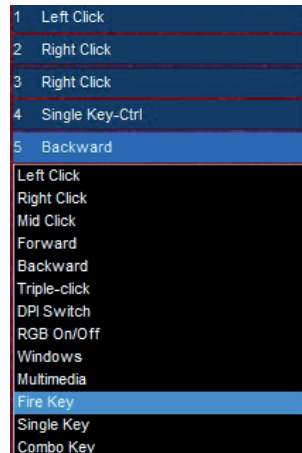 1 Left Click
2 Right Click
3 Right Click
4 Single Key-Ctrl
5 Backward
Left Click
Right Click
Mid Click
Forward
Backward
Triple-click
DPI Switch
RGB On/Off
Windows
Multimedia
Fire Key
Single Key
Combo Key